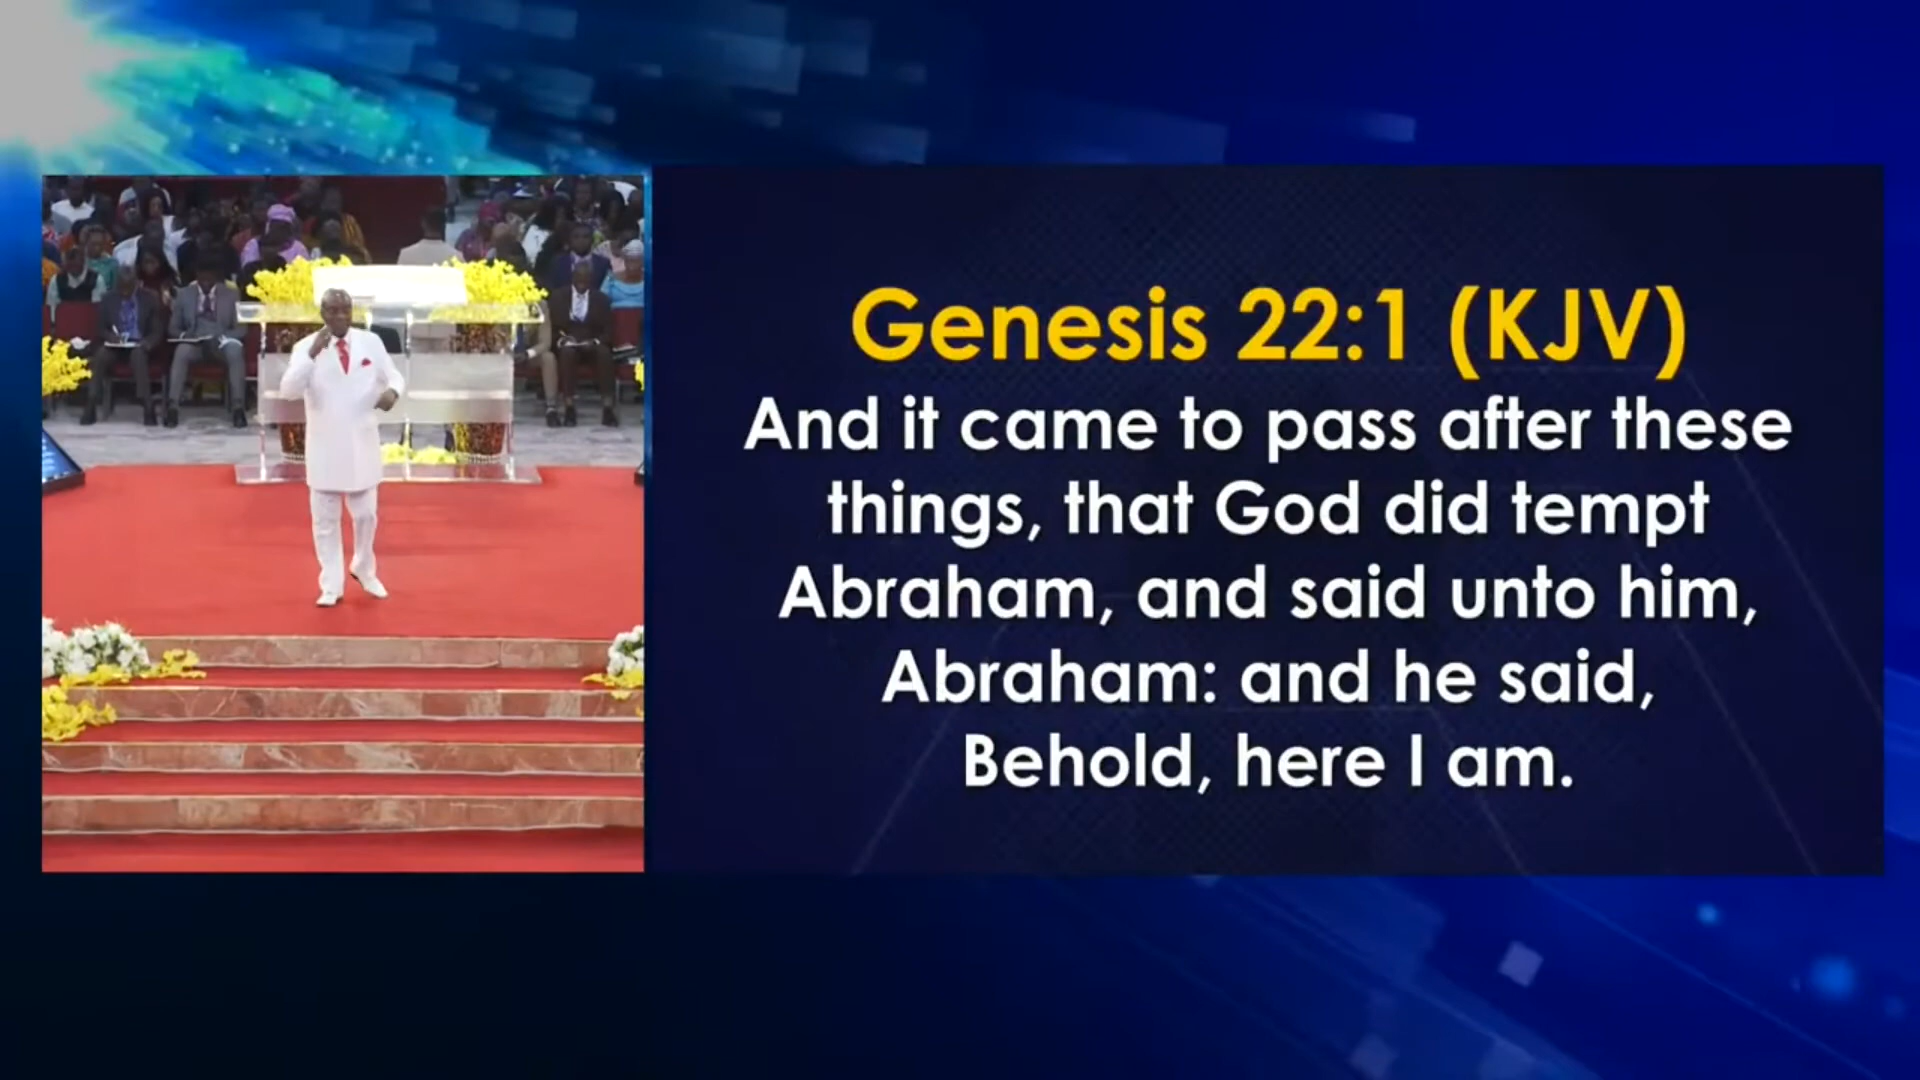 Genesis 22:1 (KJV)
And it came to pass after these
things, that God did tempt
Abraham, and said unto him,
Abraham: and he said,
Behold, here I am.